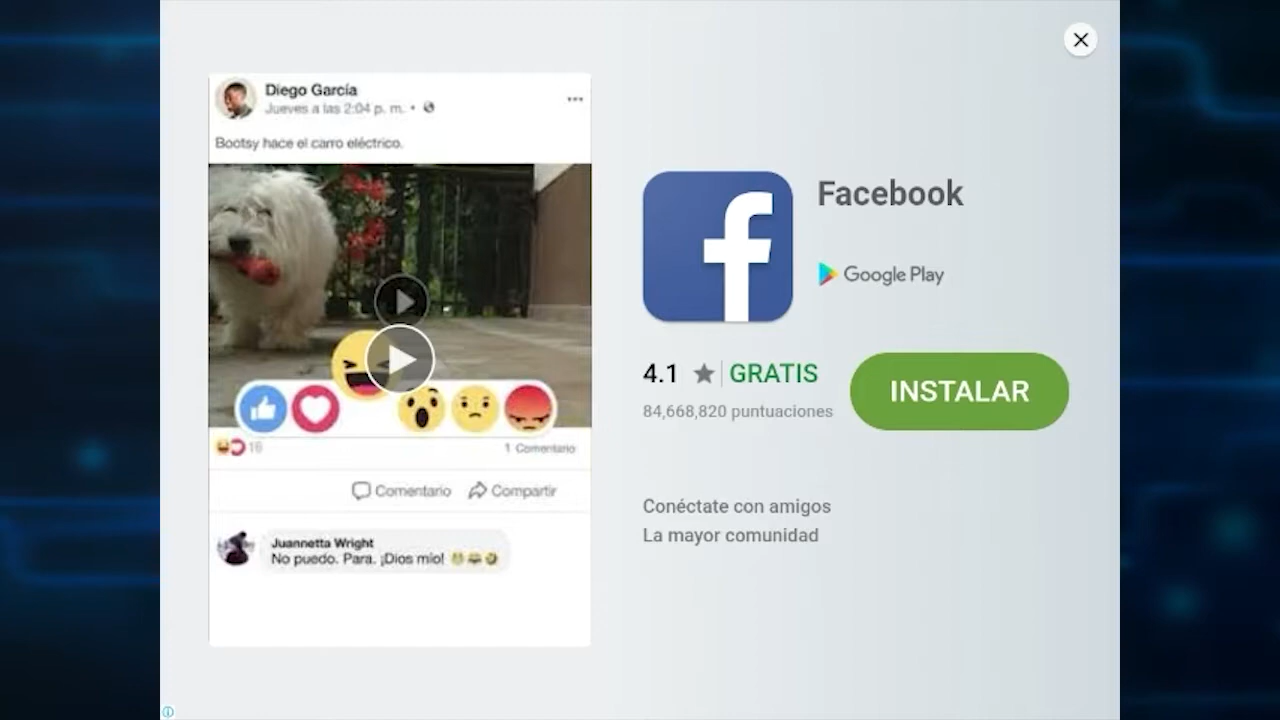 Diego García
Jueves a las 2:04 p. m.
Bootsy hace el carro eléctrico.
16
1 Comentario
Comentario
Compartir
Juannetta Wright
No puedo. Para. ¡Dios mío! 😁😂🤣
Facebook
Google Play
4.1 ★ GRATIS
84,668,820 puntuaciones
INSTALAR
Conéctate con amigos
La mayor comunidad